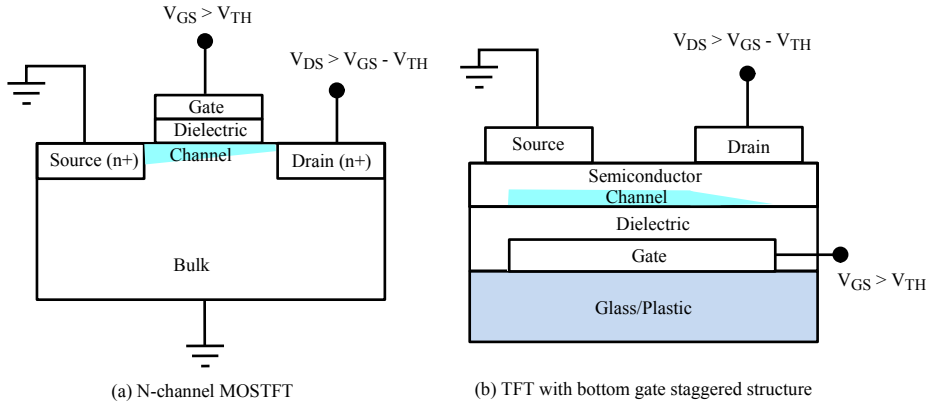 V_GS > V_TH
V_DS > V_GS - V_TH
Gate
Dielectric
Source (n+)
Channel
Drain (n+)
Bulk
(a) N-channel MOSTFT
V_DS > V_GS - V_TH
Source
Drain
Semiconductor
Channel
Dielectric
Gate
V_GS > V_TH
Glass/Plastic
(b) TFT with bottom gate staggered structure